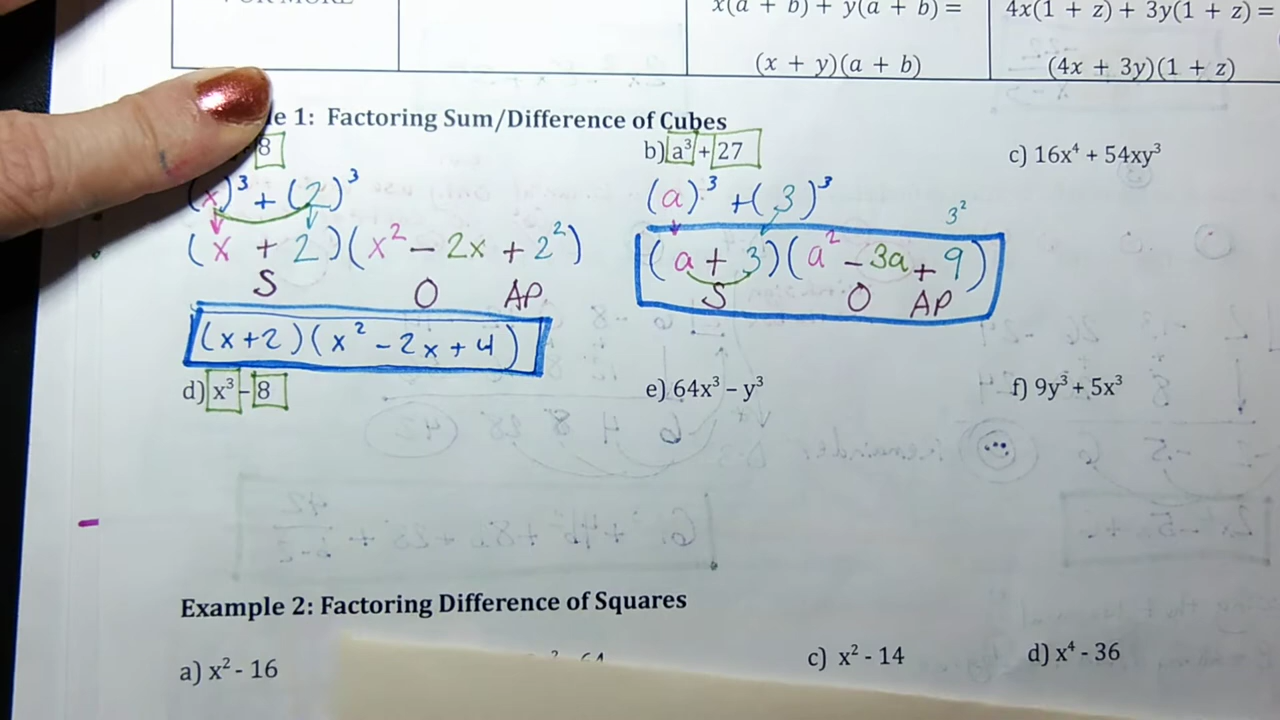 x(a + b) + y(a + b) =
4x(1 + z) + 3y(1 + z) =
(x + y)(a + b)
(4x + 3y)(1 + z)
1: Factoring Sum/Difference of Cubes
8
b) a³ + 27
c) 16x⁴ + 54xy³
(x)³ + (2)³
(a)³ + (3)³
3²
(x + 2)(x² - 2x + 2²)
(a + 3)(a² - 3a + 9)
S O AP
S O AP
(x+2)(x² - 2x + 4)
d) x³ - 8
e) 64x³ – y³
f) 9y³ + 5x³
Example 2: Factoring Difference of Squares
a) x² - 16
c) x² - 14
d) x⁴ - 36